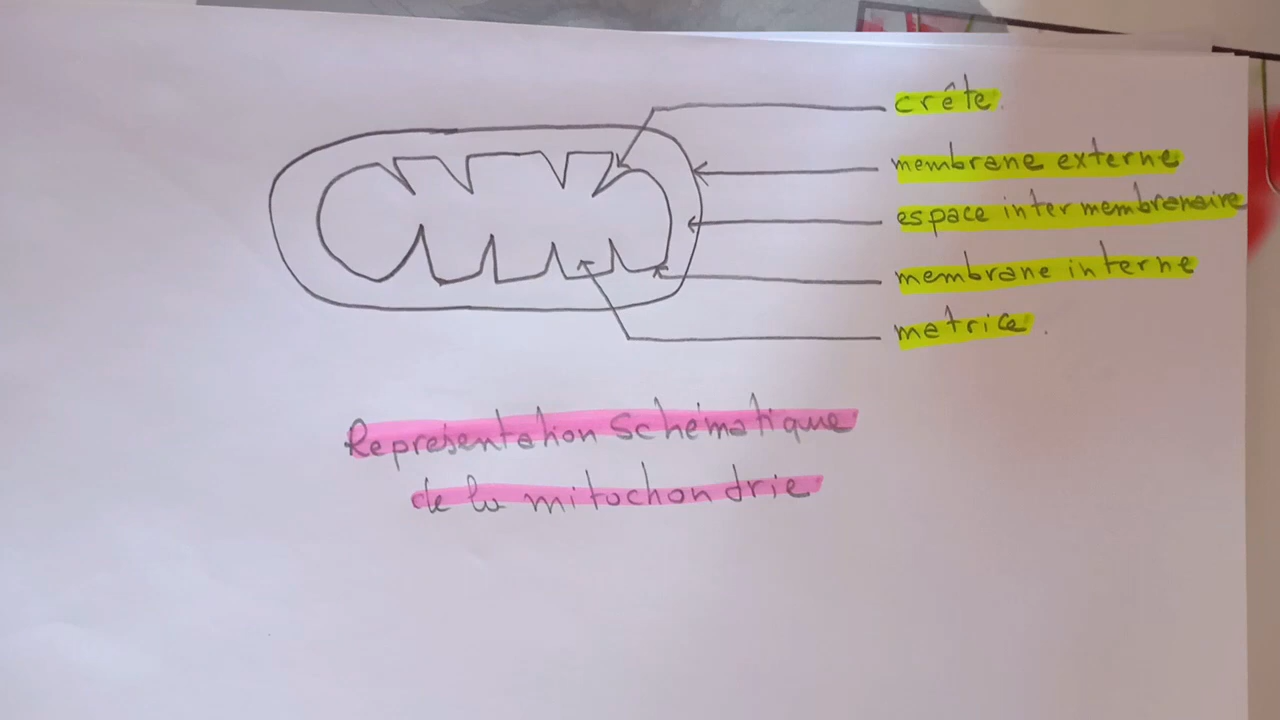 crête.
membrane externe
espace intermembranaire
membrane interne
matrice.
Représentation schématique
de la mitochondrie